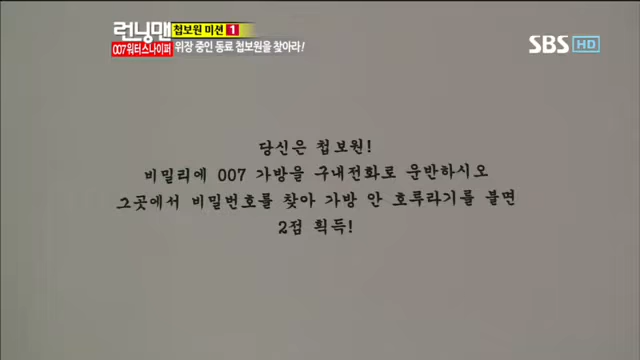 런닝맨 첩보원 미션 1
007 워터 스나이퍼 위장 중인 동료 첩보원을 찾아라!
SBS HD
당신은 첩보원!
비밀리에 007 가방을 구내전화로 운반하시오
그곳에서 비밀번호를 찾아 가방 안 호루라기를 불면
2점 획득!